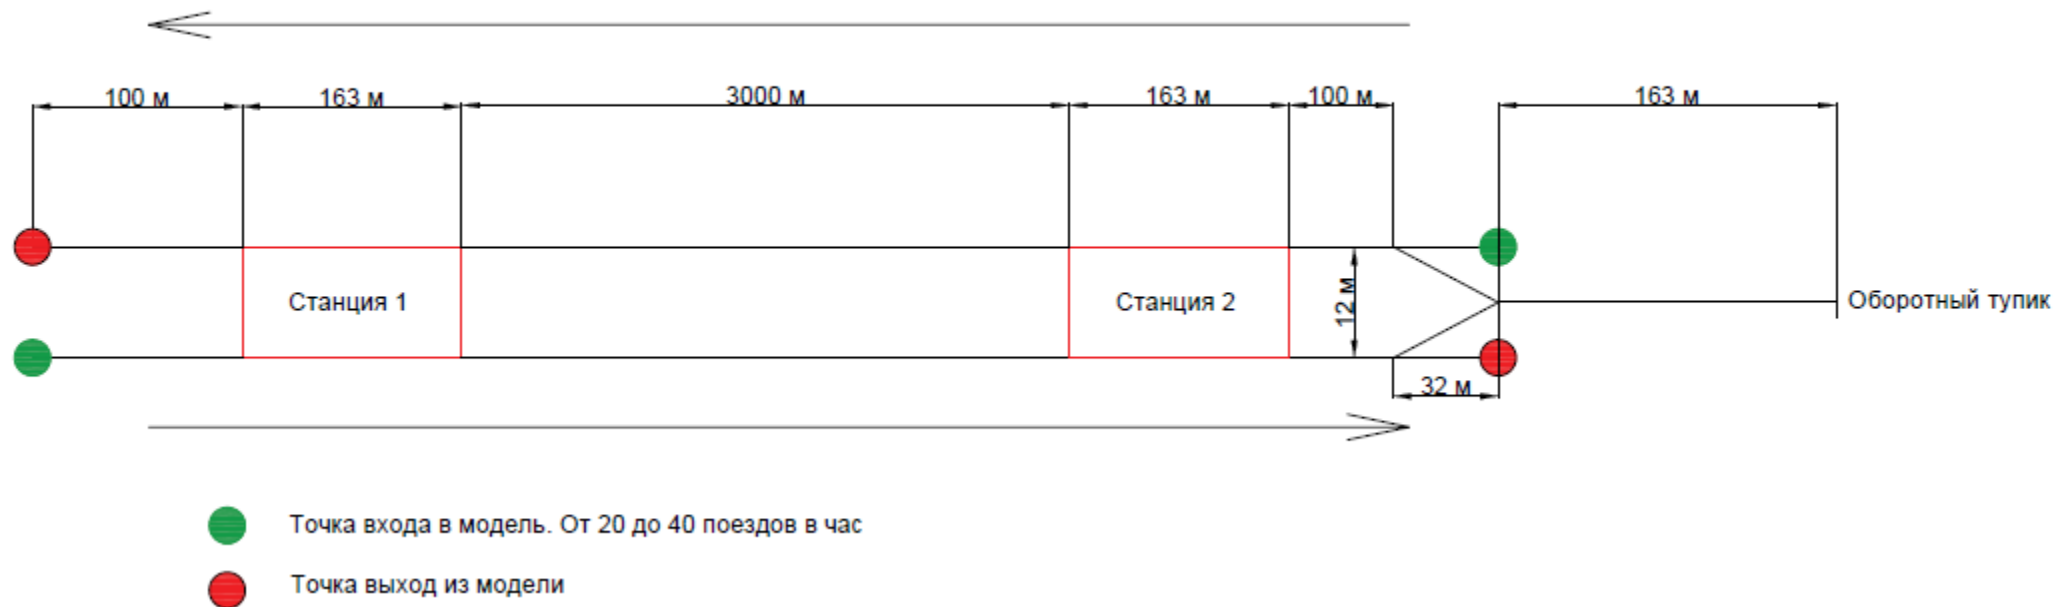 100 м
163 м
3000 м
163 м
100 м
163 м
Станция 1
Станция 2
12 м
Оборотный тупик
32 м
Точка входа в модель. От 20 до 40 поездов в час
Точка выход из модели